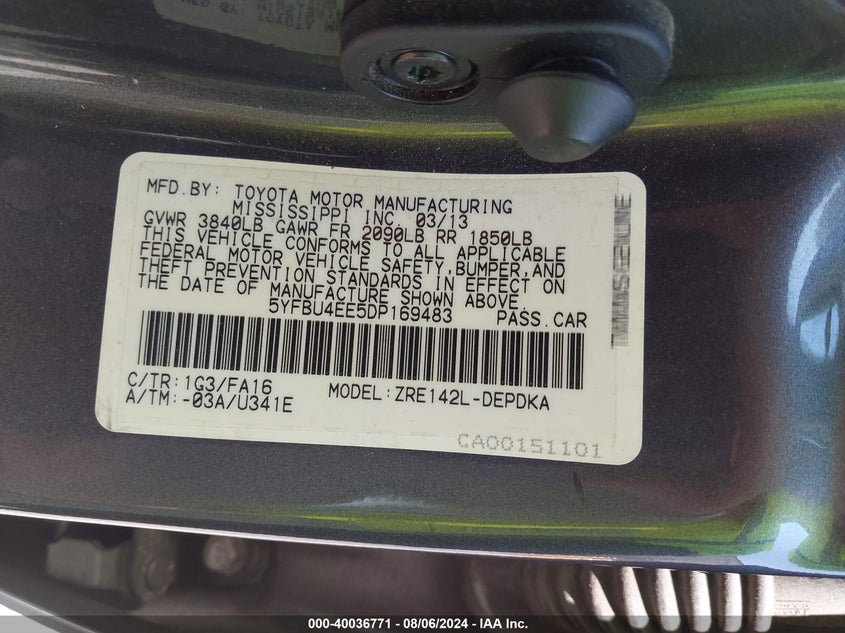 MFD.BY: TOYOTA MOTOR MANUFACTURING
MISSISSIPPI INC. 03/13
GVWR 3840LB GAWR FR 2090LB RR 1850LB
THIS VEHICLE CONFORMS TO ALL APPLICABLE
FEDERAL MOTOR VEHICLE SAFETY,BUMPER,AND
THEFT PREVENTION STANDARDS IN EFFECT ON
THE DATE OF MANUFACTURE SHOWN ABOVE.
5YFBU4EE5DP169483 PASS.CAR
C/TR:1G3/FA16 MODEL:ZRE142L-DEPDKA
A/TM:-03A/U341E
CA00151101
000-40036771 - 08/06/2024 - IAA Inc.